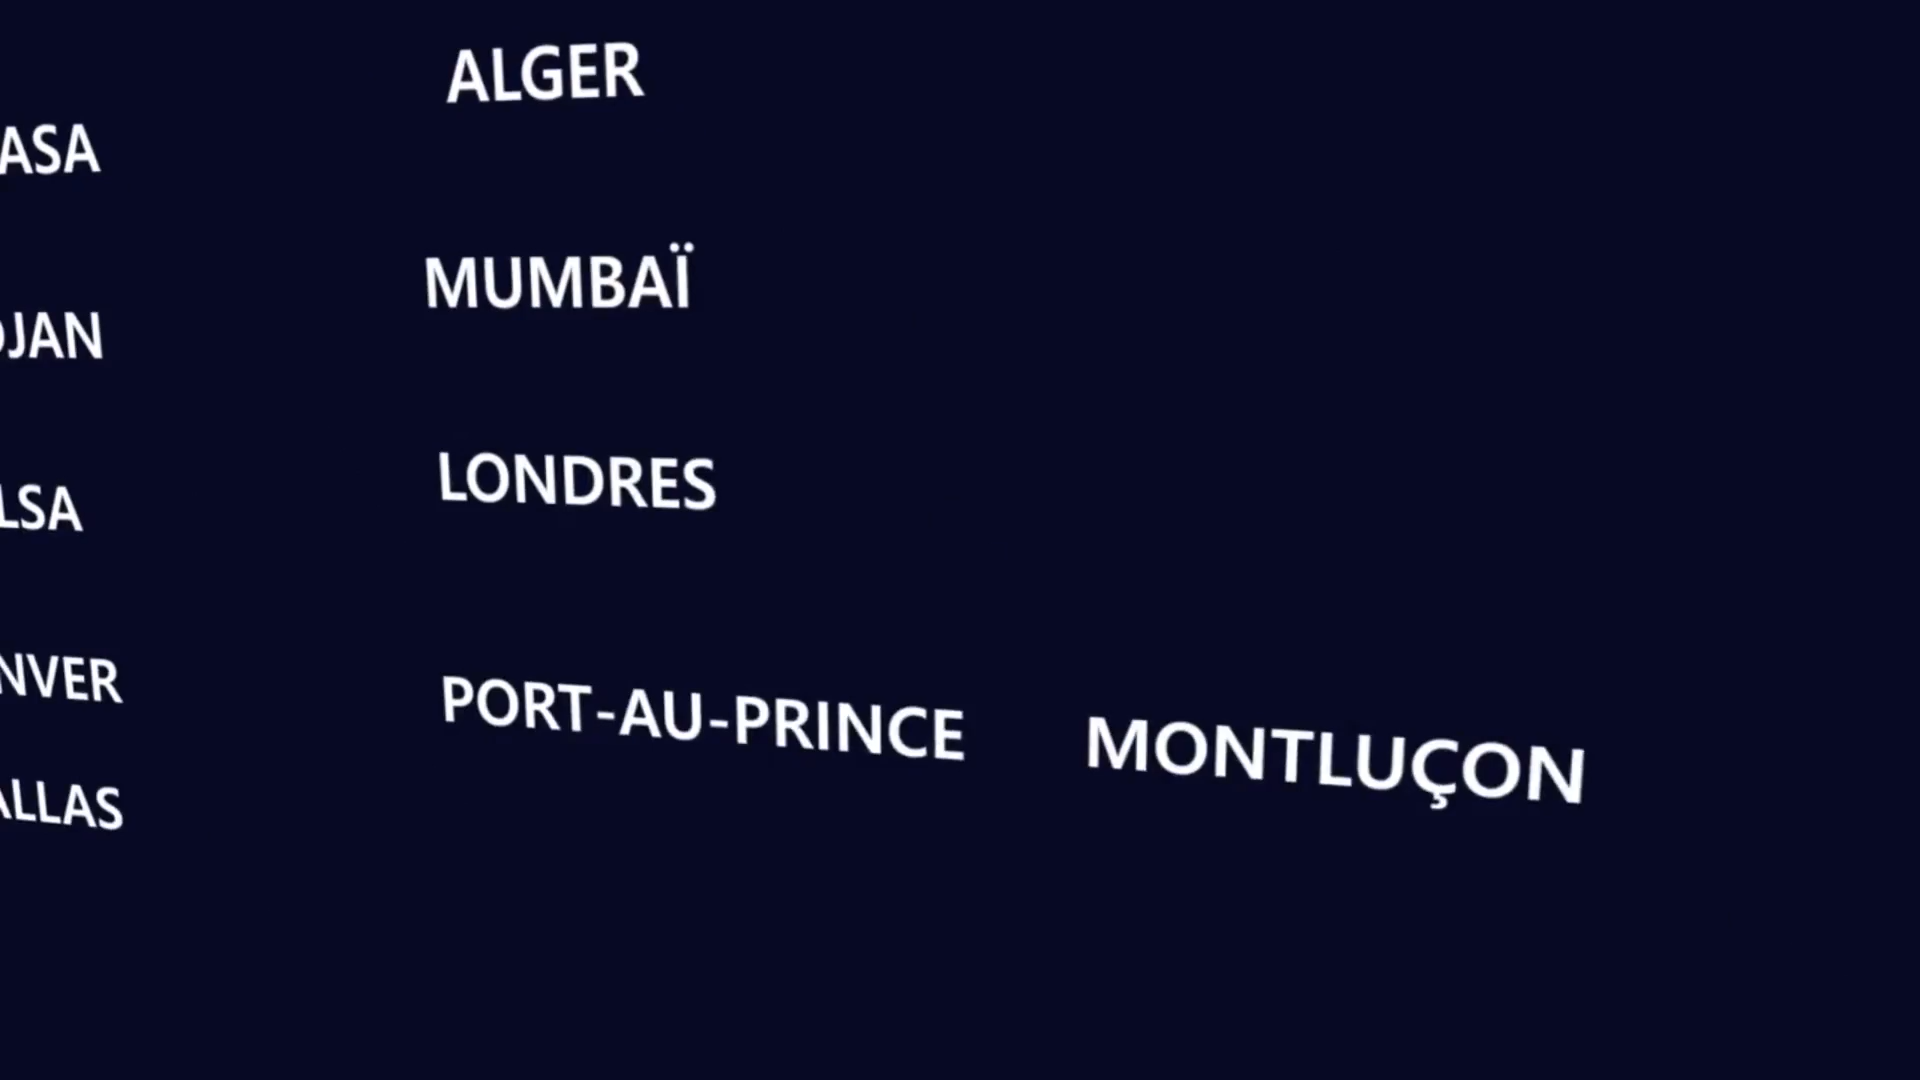 ALGER
ASA
MUMBAÏ
JAN
LSA
LONDRES
NVER
PORT-AU-PRINCE
MONTLUÇON
ALLAS